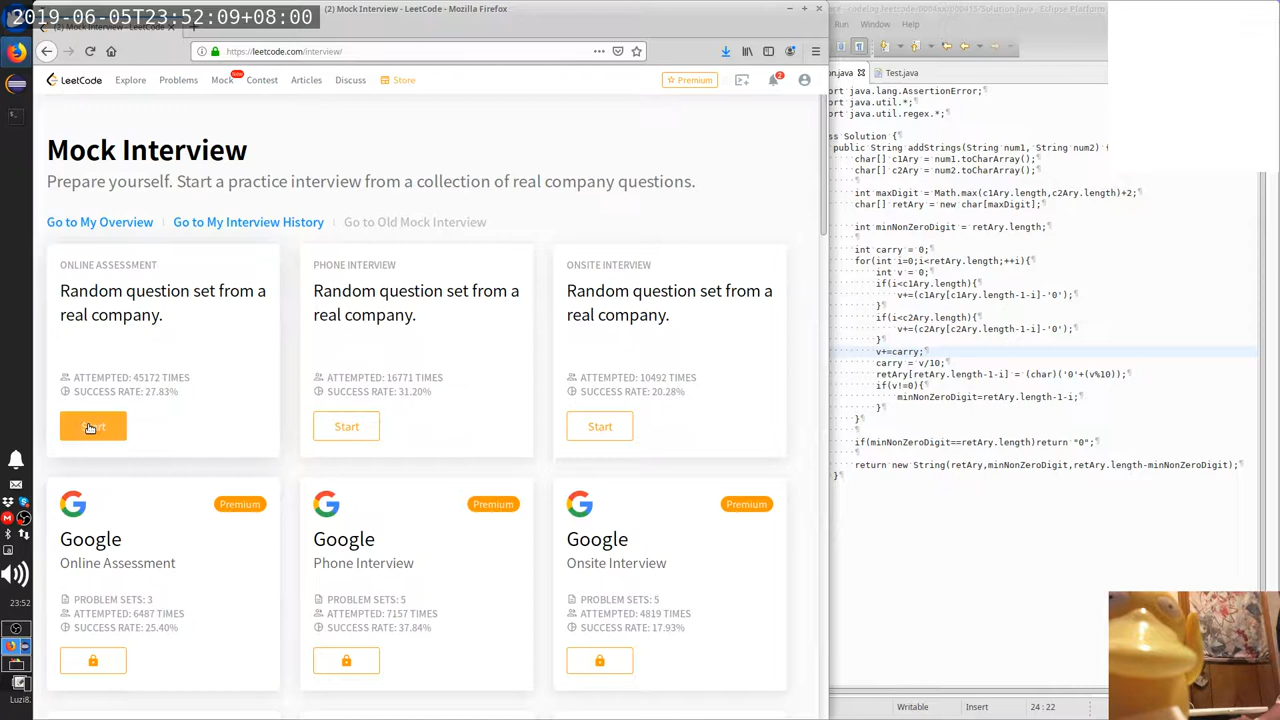 2019-06-05T23:52:09+08:00
(2) Mock Interview - LeetCode - Mozilla Firefox
https://leetcode.com/interview/
LeetCode
Explore
Problems
Mock
New
Contest
Articles
Discuss
Store
Premium
2
Mock Interview
Prepare yourself. Start a practice interview from a collection of real company questions.
Go to My Overview
Go to My Interview History
Go to Old Mock Interview
ONLINE ASSESSMENT
Random question set from a
real company.
ATTEMPTED: 45172 TIMES
SUCCESS RATE: 27.83%
Start
PHONE INTERVIEW
Random question set from a
real company.
ATTEMPTED: 16771 TIMES
SUCCESS RATE: 31.20%
Start
ONSITE INTERVIEW
Random question set from a
real company.
ATTEMPTED: 10492 TIMES
SUCCESS RATE: 20.28%
Start
Premium
Google
Online Assessment
PROBLEM SETS: 3
ATTEMPTED: 6487 TIMES
SUCCESS RATE: 25.40%
Premium
Google
Phone Interview
PROBLEM SETS: 5
ATTEMPTED: 7157 TIMES
SUCCESS RATE: 37.84%
Premium
Google
Onsite Interview
PROBLEM SETS: 5
ATTEMPTED: 4819 TIMES
SUCCESS RATE: 17.93%
23:52
Run
Window
Help
n.java
Test.java
ort java.lang.AssertionError;
ort java.util.*;
ort java.util.regex.*;
ss Solution {
public String addStrings(String num1, String num2) {
char[] c1Ary = num1.toCharArray();
char[] c2Ary = num2.toCharArray();
int maxDigit = Math.max(c1Ary.length,c2Ary.length)+2;
char[] retAry = new char[maxDigit];
int minNonZeroDigit = retAry.length;
int carry = 0;
for(int i=0;i<retAry.length;++i){
int v = 0;
if(i<c1Ary.length){
v+=(c1Ary[c1Ary.length-1-i]-'0');
}
if(i<c2Ary.length){
v+=(c2Ary[c2Ary.length-1-i]-'0');
}
v+=carry;
carry = v/10;
retAry[retAry.length-1-i] = (char)('0'+(v%10));
if(v!=0){
minNonZeroDigit=retAry.length-1-i;
}
}
if(minNonZeroDigit==retAry.length)return "0";
return new String(retAry,minNonZeroDigit,retAry.length-minNonZeroDigit);
}
Writable
Insert
24 : 22